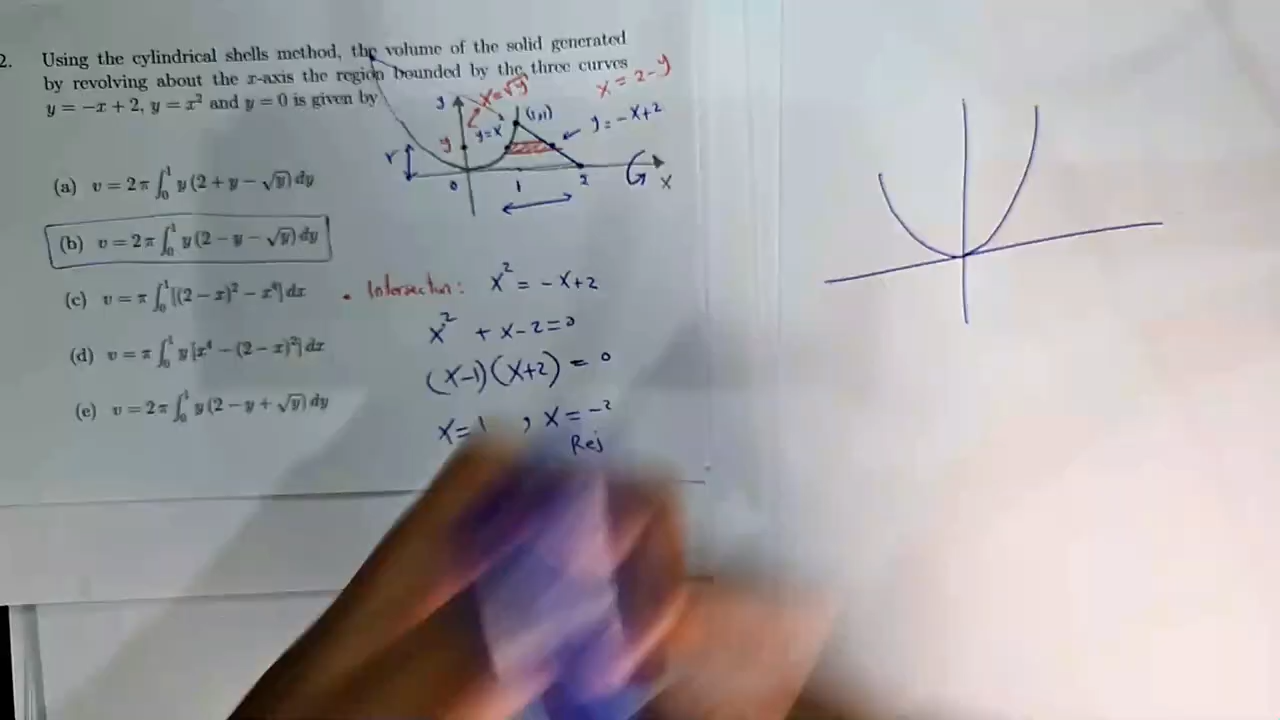 2. Using the cylindrical shells method, the volume of the solid generated
by revolving about the x-axis the region bounded by the three curves
y = −x + 2, y = x² and y = 0 is given by
(a) v = 2π ∫₀¹ y(2 + y − √y) dy
(b) v = 2π ∫₀¹ y(2 − y − √y) dy
(c) v = π ∫₀¹ [(2 − x)² − x⁴] dx
(d) v = π ∫₀¹ y[x⁴ − (2 − x)²] dx
(e) v = 2π ∫₀¹ y(2 − y + √y) dy
x = √y
x = 2 − y
y
(1,1)
y = −x + 2
y = x
y
r
0
1
2
x
• Intersection: x² = −x + 2
x² + x − 2 = 0
(x − 1)(x + 2) = 0
x = 1, x = −2
Rej